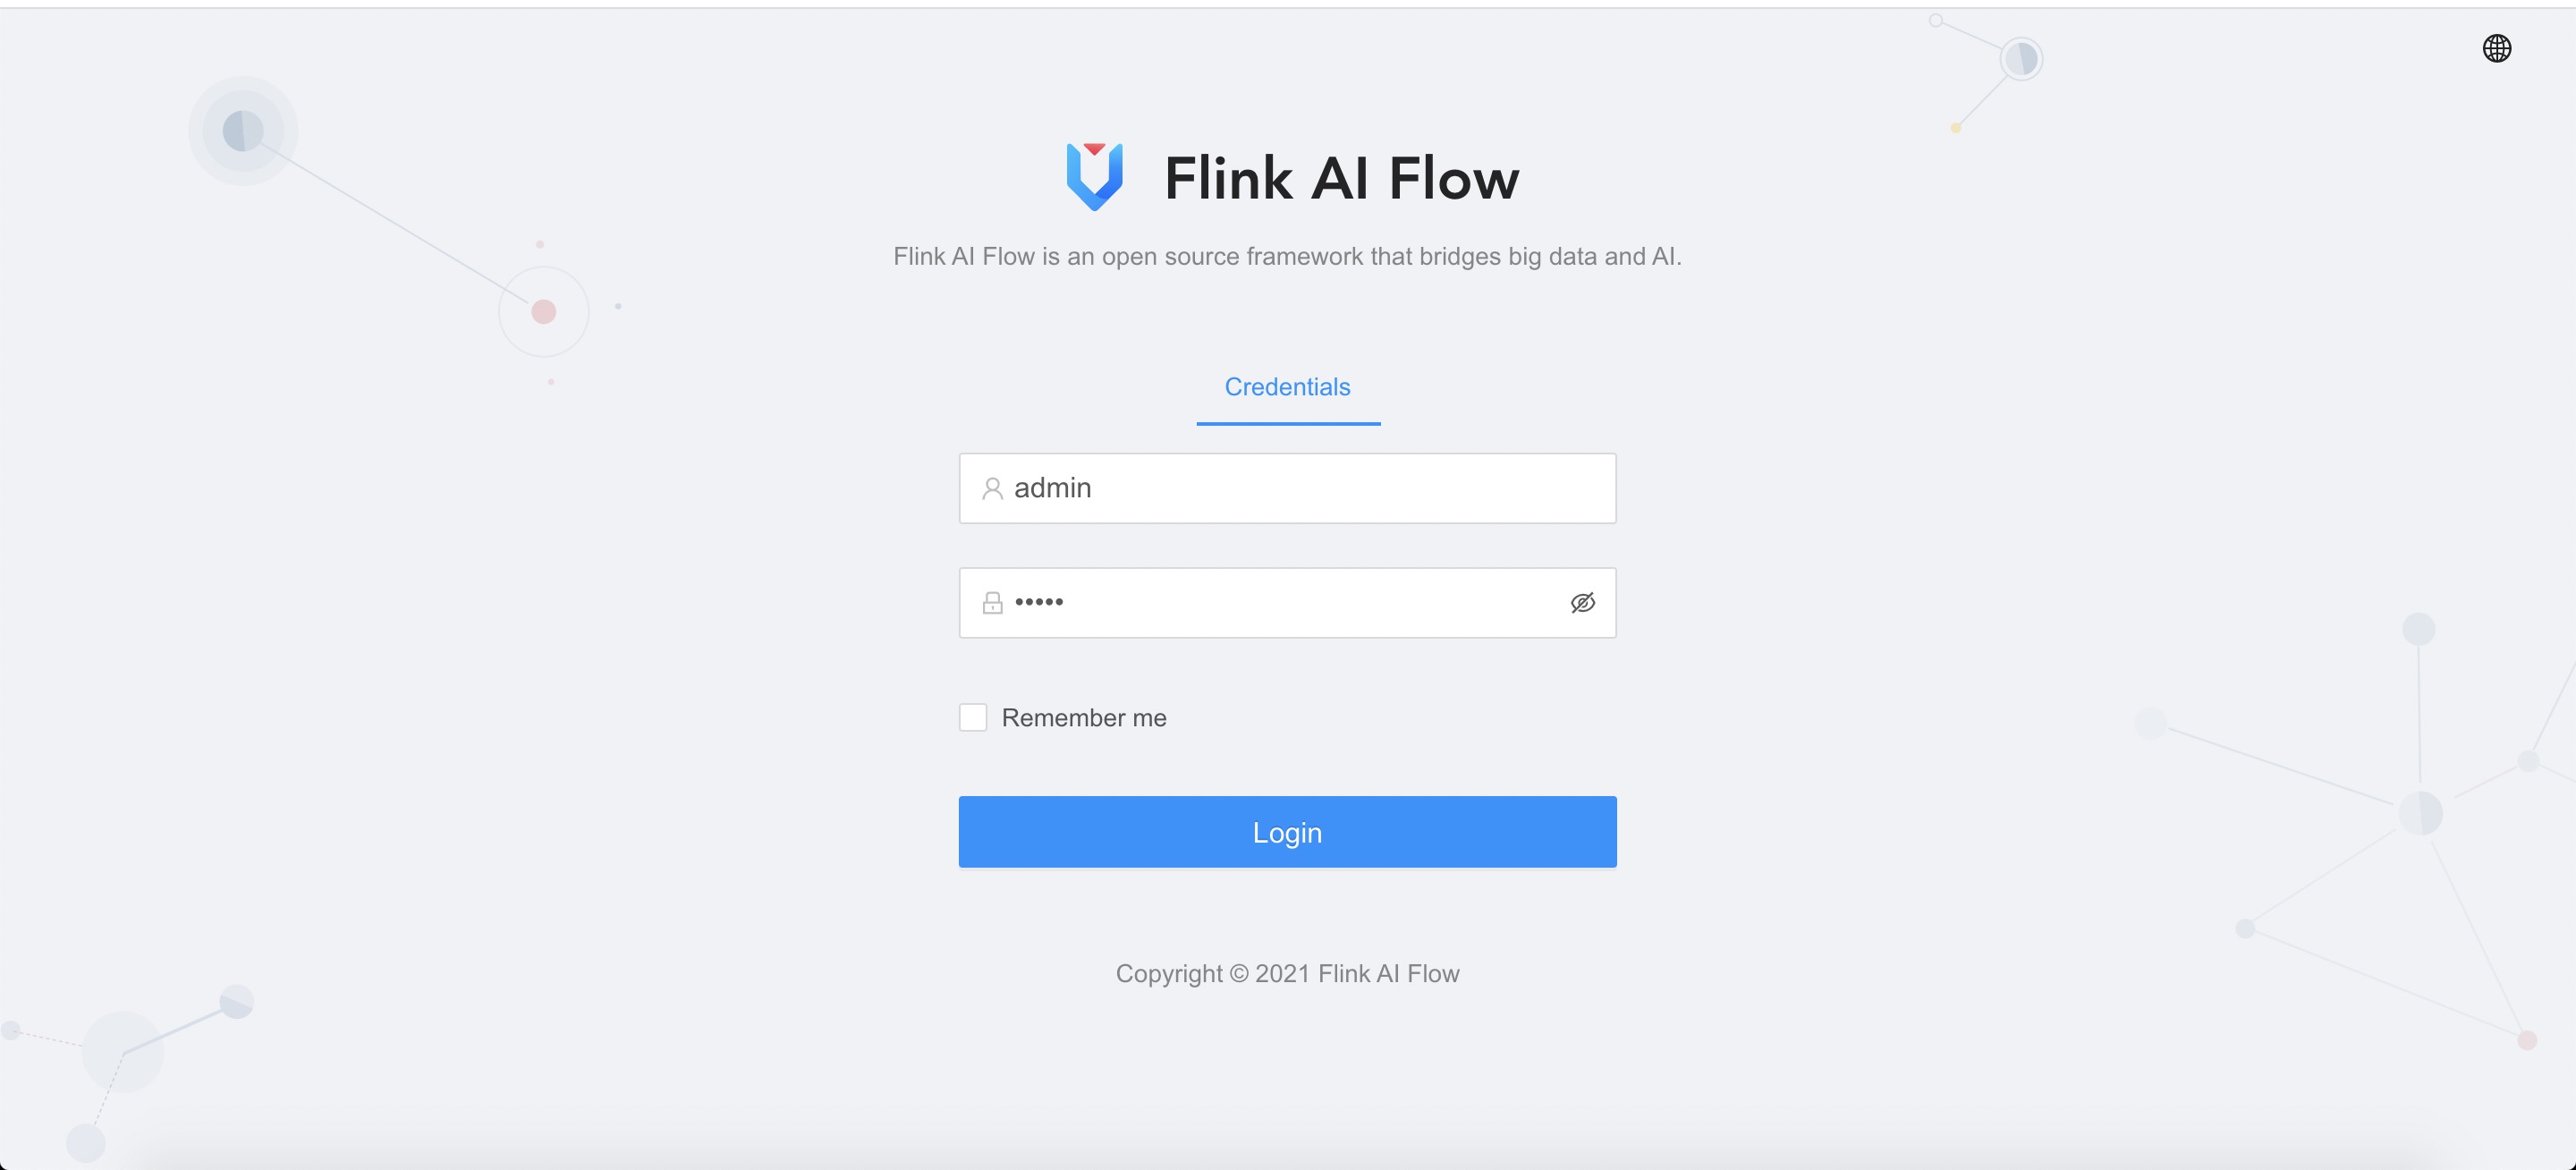 Flink AI Flow
Flink AI Flow is an open source framework that bridges big data and AI.
Credentials
admin
•••••
Remember me
Login
Copyright © 2021 Flink AI Flow